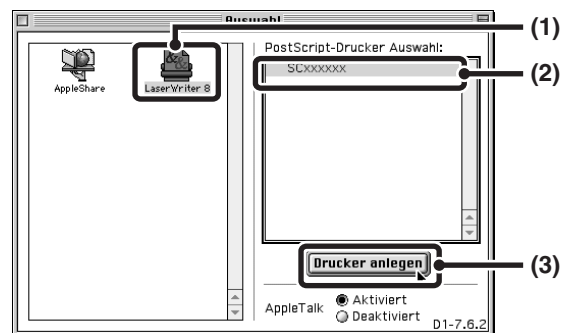 Auswahl
(1)
PostScript-Drucker Auswahl:
SCxxxxxx
(2)
AppleShare
LaserWriter 8
Drucker anlegen
(3)
AppleTalk
Aktiviert
Deaktiviert
D1-7.6.2